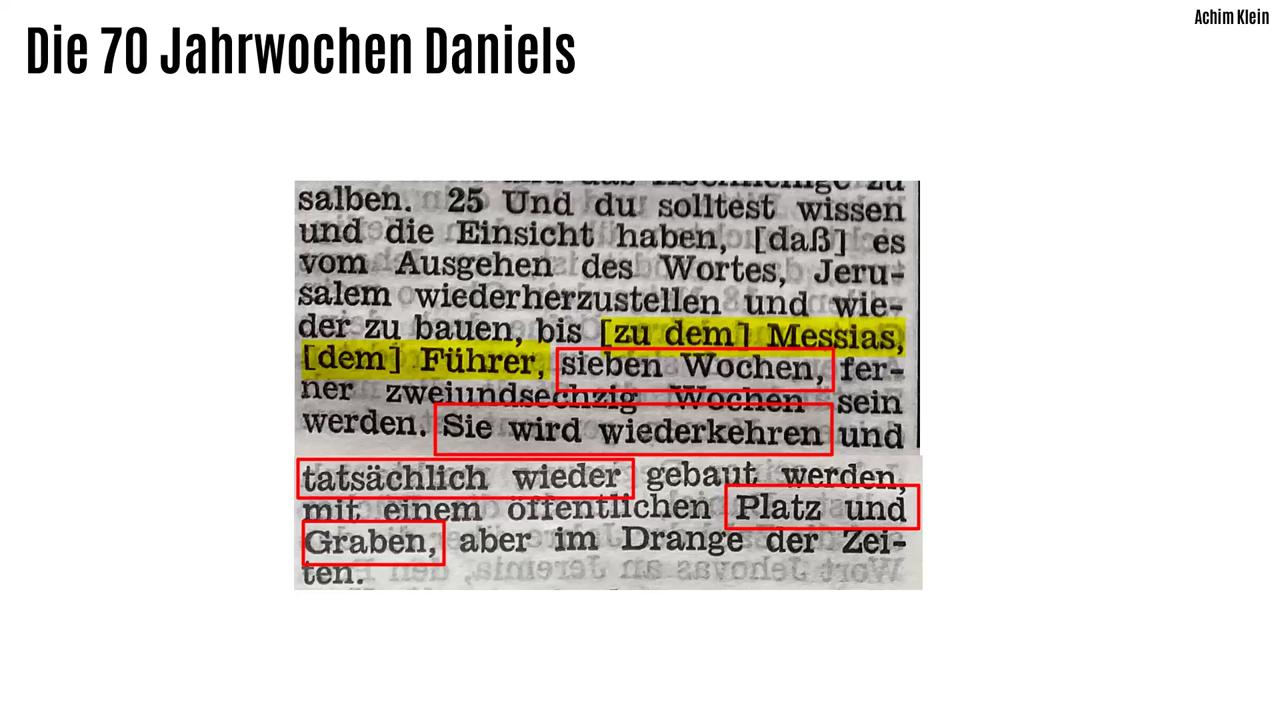 Achim Klein
Die 70 Jahrwochen Daniels
salben. 25 Und du solltest wissen
und die Einsicht haben, [daß] es
vom Ausgehen des Wortes, Jeru-
salem wiederherzustellen und wie-
der zu bauen, bis [zu dem] Messias,
[dem] Führer, sieben Wochen, fer-
ner zweiundsechzig Wochen sein
werden. Sie wird wiederkehren und
tatsächlich wieder gebaut werden,
mit einem öffentlichen Platz und
Graben, aber im Drange der Zei-
ten.